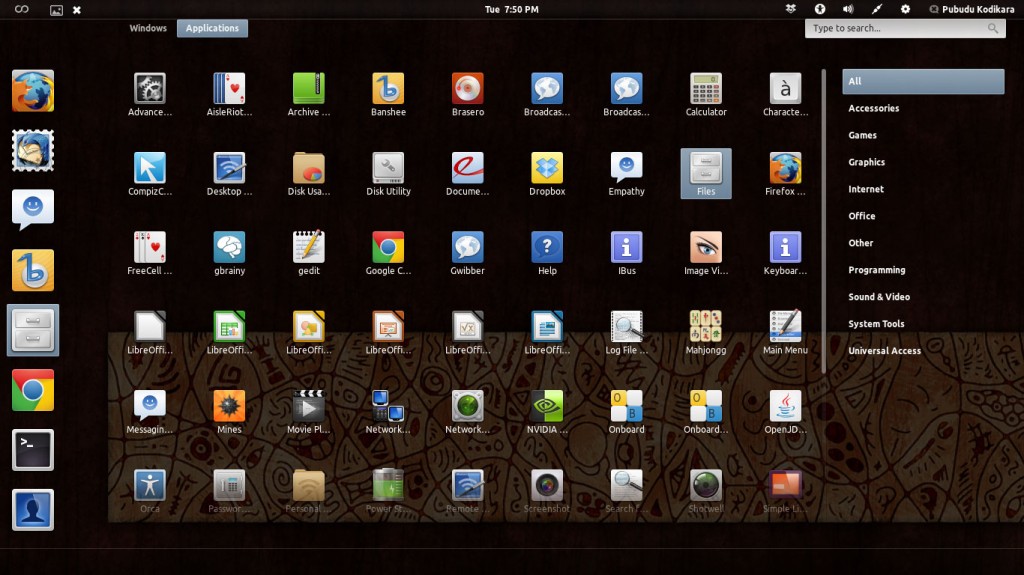 Tue 7:50 PM
Pubudu Kodikara
Windows
Applications
Type to search...
Advance...
AisleRiot...
Archive ...
Banshee
Brasero
Broadcas...
Broadcas...
Calculator
Characte...
CompizC...
Desktop ...
Disk Usa...
Disk Utility
Docume...
Dropbox
Empathy
Files
Firefox ...
FreeCell ...
gbrainy
gedit
Google C...
Gwibber
Help
IBus
Image Vi...
Keyboar...
LibreOffi...
LibreOffi...
LibreOffi...
LibreOffi...
LibreOffi...
LibreOffi...
Log File ...
Mahjongg
Main Menu
Messagin...
Mines
Movie Pl...
Network...
Network...
NVIDIA ...
Onboard
Onboard...
OpenJD...
Orca
Passwor...
Personal ...
Power St...
Remote ...
Screenshot
Search f...
Shotwell
Simple Li...
All
Accessories
Games
Graphics
Internet
Office
Other
Programming
Sound & Video
System Tools
Universal Access